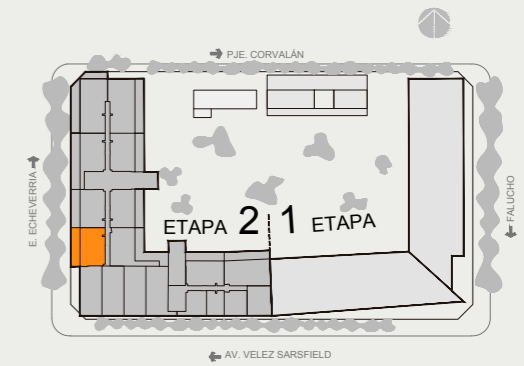 PJE. CORVALÁN
E. ECHEVERRIA
FALUCHO
ETAPA 2
1 ETAPA
AV. VELEZ SARSFIELD